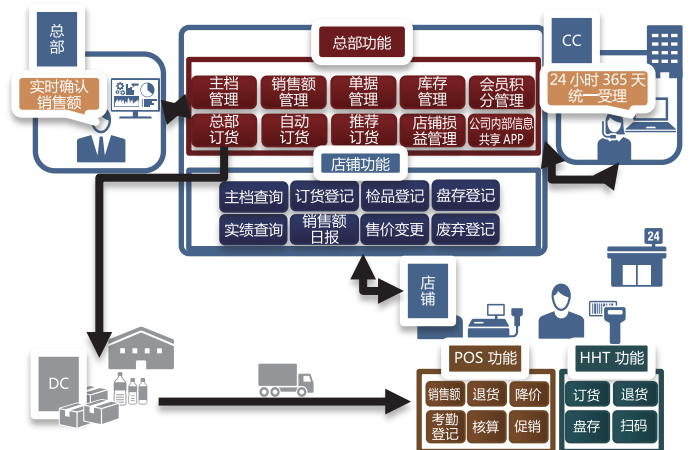 总
部
实时确认
销售额
总部功能
主档
管理
销售额
管理
单据
管理
库存
管理
会员积
分管理
总部
订货
自动
订货
推荐
订货
店铺损
益管理
公司内部信息
共享 APP
CC
24 小时 365 天
统一受理
店铺功能
主档查询
订货登记
检品登记
盘存登记
实绩查询
销售额
日报
售价变更
废弃登记
店
铺
24
DC
POS 功能
销售额
退货
降价
考勤
登记
核算
促销
HHT 功能
订货
退货
盘存
扫码